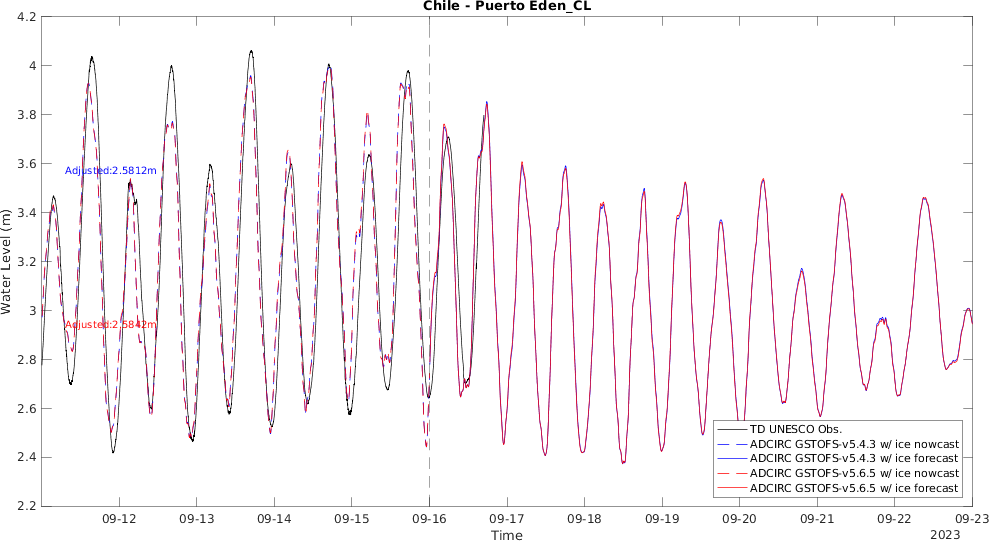 Chile - Puerto Eden_CL
Water Level (m)
4.2
4
3.8
3.6
3.4
3.2
3
2.8
2.6
2.4
2.2
Adjusted:2.5812m
Adjusted:2.5842m
TD UNESCO Obs.
ADCIRC GSTOFS-v5.4.3 w/ ice nowcast
ADCIRC GSTOFS-v5.4.3 w/ ice forecast
ADCIRC GSTOFS-v5.6.5 w/ ice nowcast
ADCIRC GSTOFS-v5.6.5 w/ ice forecast
09-12 09-13 09-14 09-15 09-16 09-17 09-18 09-19 09-20 09-21 09-22 09-23
Time
2023